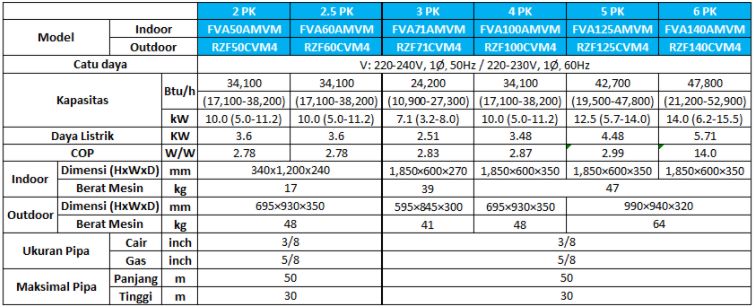 Model 2 PK 2.5 PK 3 PK 4 PK 5 PK 6 PK
Indoor FVA50AMVM FVA60AMVM FVA71AMVM FVA100AMVM FVA125AMVM FVA140AMVM
Outdoor RZF50CVM4 RZF60CVM4 RZF71CVM4 RZF100CVM4 RZF125CVM4 RZF140CVM4
Catu daya V: 220-240V, 1Ø, 50Hz / 220-230V, 1Ø, 60Hz
Kapasitas Btu/h 34,100 34,100 24,200 34,100 42,700 47,800
(17,100-38,200) (17,100-38,200) (10,900-27,300) (17,100-38,200) (19,500-47,800) (21,200-52,900)
kW 10.0 (5.0-11.2) 10.0 (5.0-11.2) 7.1 (3.2-8.0) 10.0 (5.0-11.2) 12.5 (5.7-14.0) 14.0 (6.2-15.5)
Daya Listrik KW 3.6 3.6 2.51 3.48 4.48 5.71
COP W/W 2.78 2.78 2.83 2.87 2.99 14.0
Indoor Dimensi (HxWxD) mm 340x1,200x240 1,850×600×270 1,850×600×350 1,850×600×350 1,850×600×350
Berat Mesin kg 17 39 47
Outdoor Dimensi (HxWxD) mm 695×930×350 595×845×300 695×930×350 990×940×320
Berat Mesin kg 48 41 48 64
Ukuran Pipa Cair inch 3/8 3/8
Gas inch 5/8 5/8
Maksimal Pipa Panjang m 50 50
Tinggi m 30 30